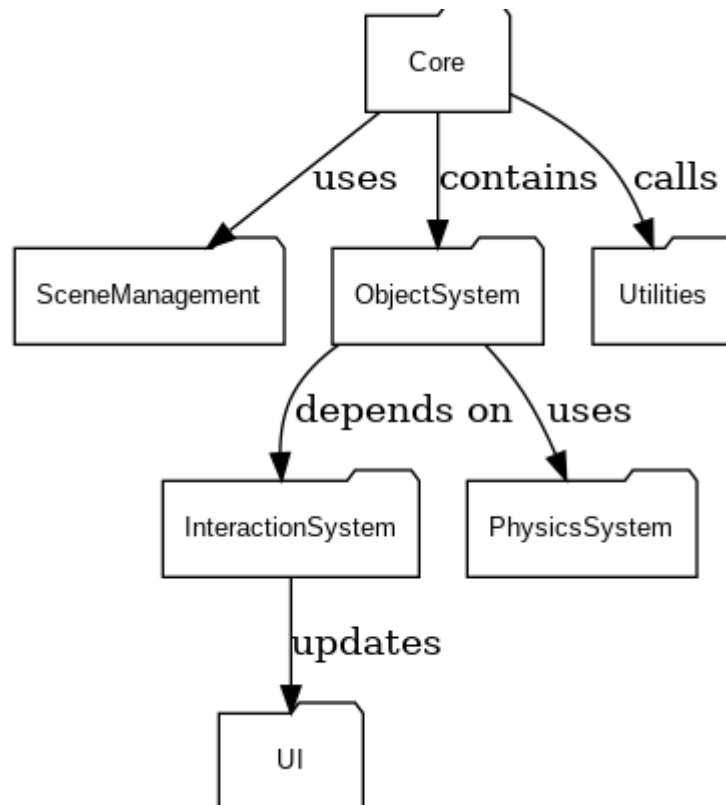 Core
uses
contains
calls
SceneManagement
ObjectSystem
Utilities
depends on
uses
InteractionSystem
PhysicsSystem
updates
UI